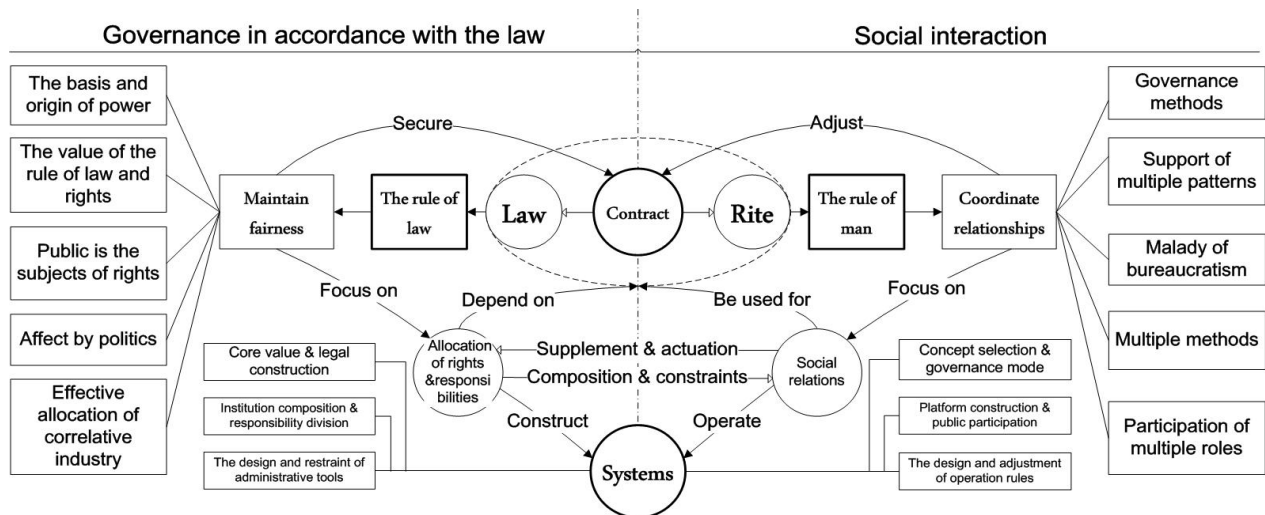 Governance in accordance with the law
Social interaction
The basis and
origin of power
The value of the
rule of law and
rights
Public is the
subjects of rights
Affect by politics
Effective
allocation of
correlative
industry
Secure
Adjust
Maintain
fairness
The rule of
law
Law
Contract
Rite
The rule of
man
Coordinate
relationships
Focus on
Depend on
Be used for
Focus on
Allocation
of rights
&responsi
bilities
Supplement & actuation
Composition & constraints
Social
relations
Construct
Operate
Systems
Core value & legal
construction
Institution composition &
responsibility division
The design and restraint of
administrative tools
Concept selection &
governance mode
Platform construction &
public participation
The design and adjustment
of operation rules
Governance
methods
Support of
multiple patterns
Malady of
bureaucratism
Multiple methods
Participation of
multiple roles